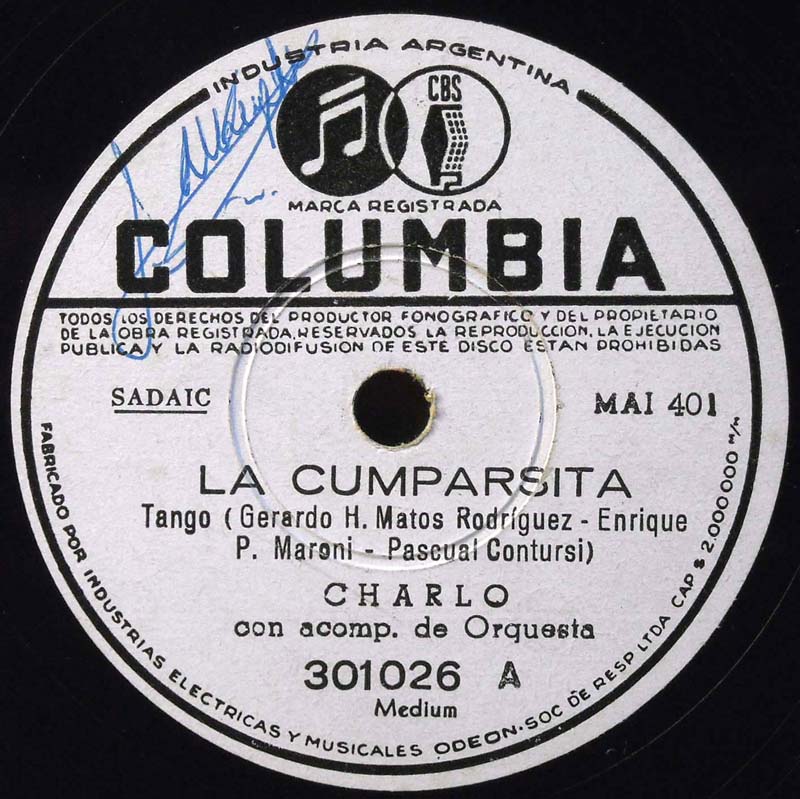 INDUSTRIA ARGENTINA
CBS
MARCA REGISTRADA
COLUMBIA
TODOS LOS DERECHOS DEL PRODUCTOR FONOGRAFICO Y DEL PROPIETARIO
DE LA OBRA REGISTRADA, RESERVADOS LA REPRODUCCION, LA EJECUCION
PUBLICA Y LA RADIODIFUSION DE ESTE DISCO ESTAN PROHIBIDAS
SADAIC
MAI 401
LA CUMPARSITA
Tango ( Gerardo H. Matos Rodríguez - Enrique
P. Maroni - Pascual Contursi)
CHARLO
con acomp. de Orquesta
301026 A
Medium
FABRICADO POR INDUSTRIAS ELECTRICAS Y MUSICALES ODEON-SOC DE RESP LTDA CAP $ 2.000000 m/n